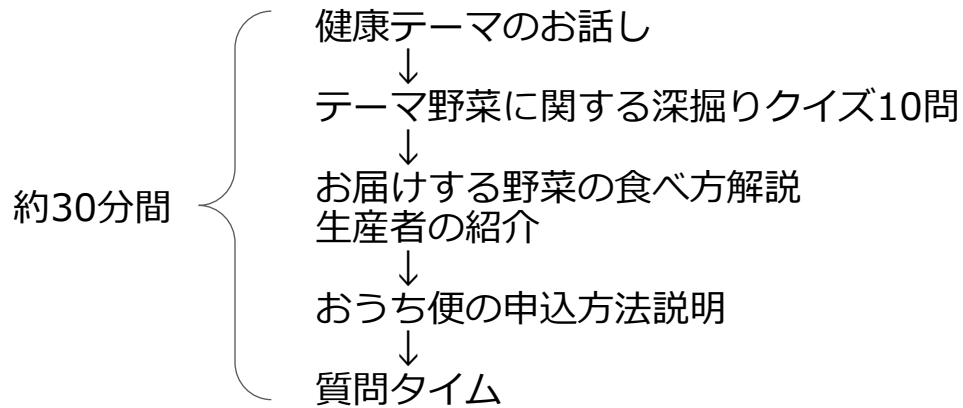 健康テーマのお話し
↓
テーマ野菜に関する深掘りクイズ10問
↓
お届けする野菜の食べ方解説
生産者の紹介
↓
おうち便の申込方法説明
↓
質問タイム
約30分間